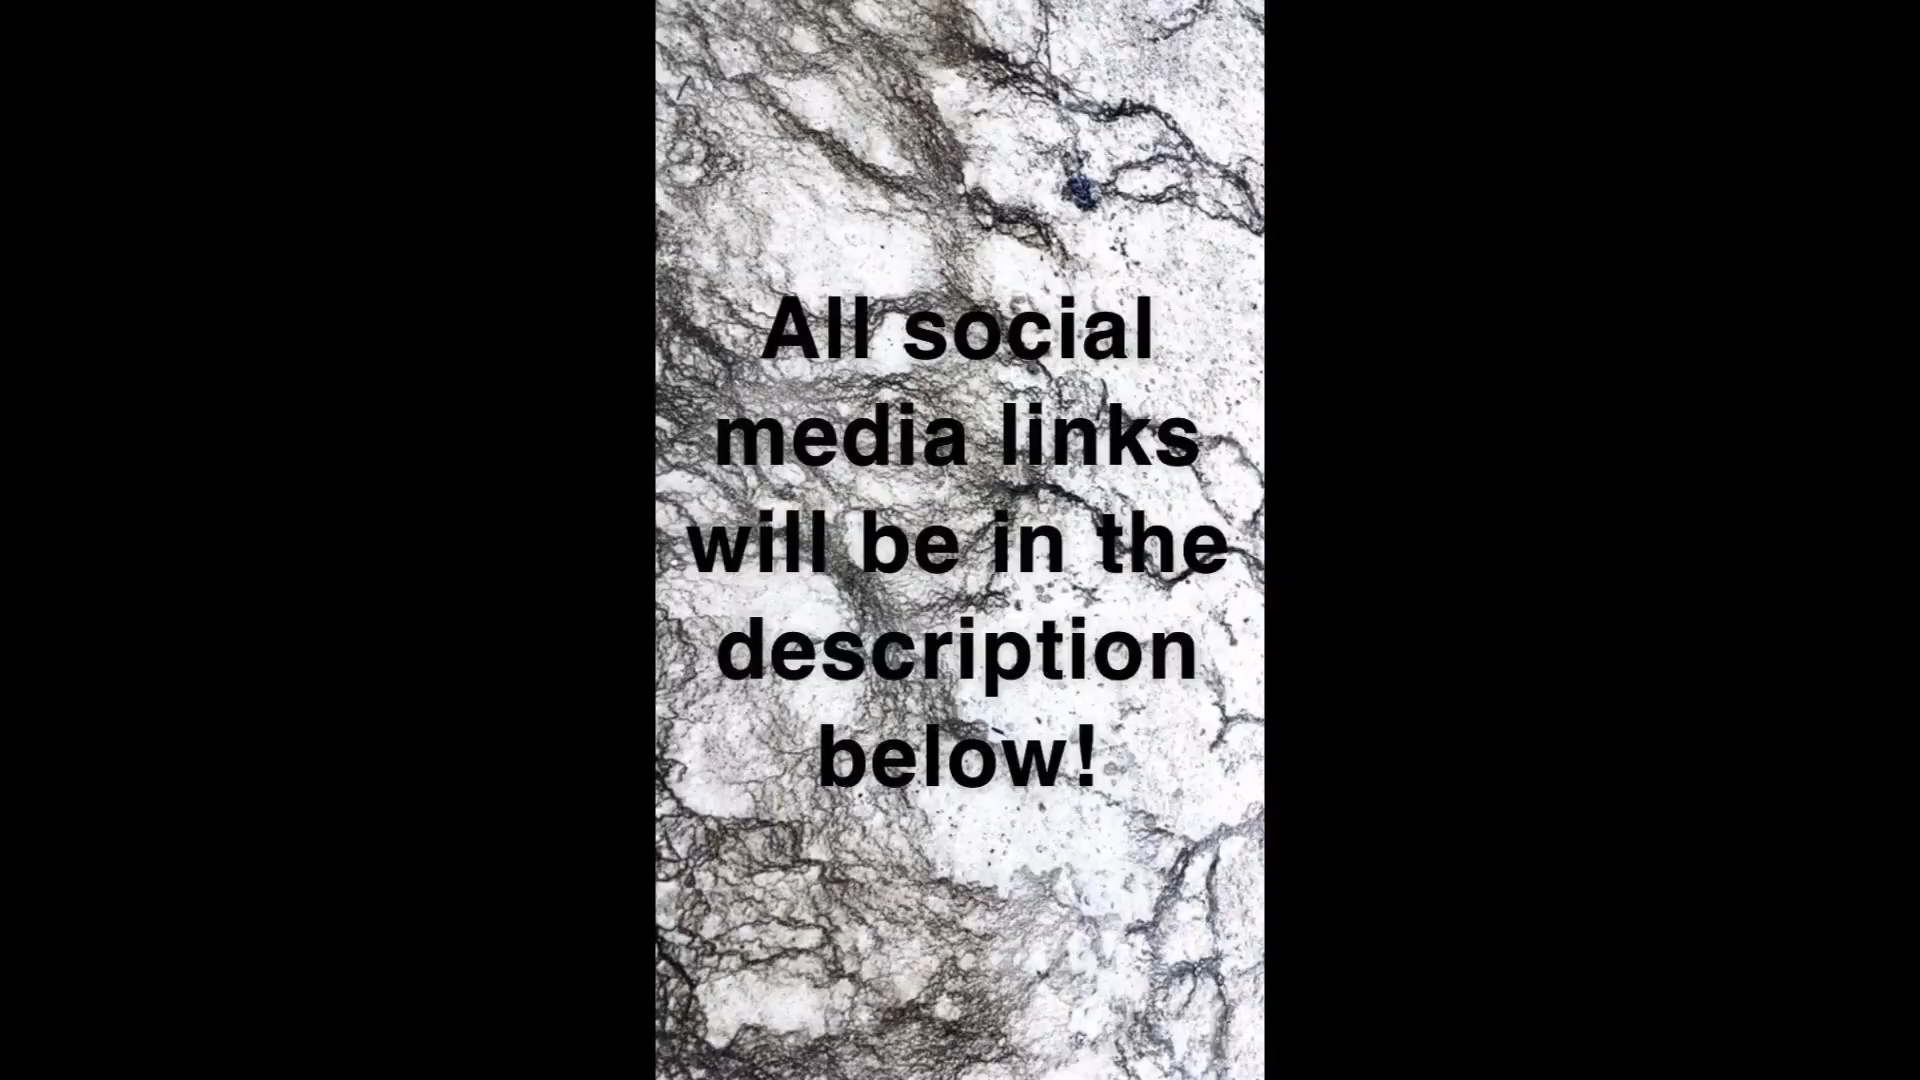 All social
media links
will be in the
description
below!